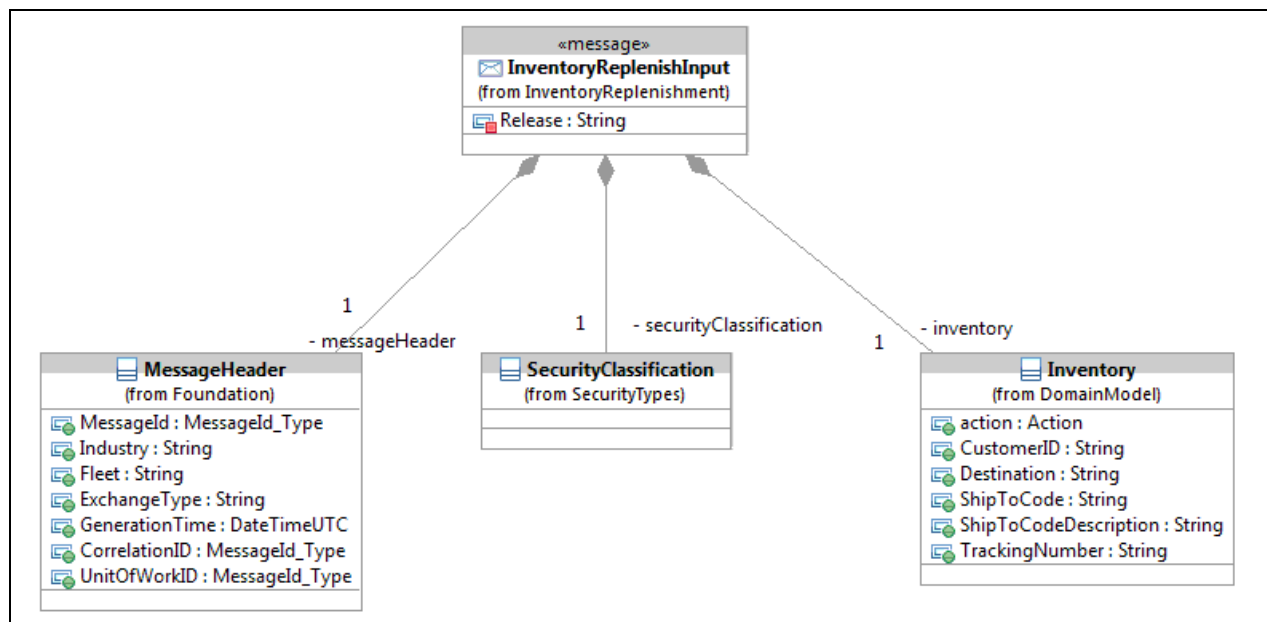 «message»
InventoryReplenishInput
(from InventoryReplenishment)
Release : String
1
- messageHeader
1
- securityClassification
1
- inventory
MessageHeader
(from Foundation)
MessageId : MessageId_Type
Industry : String
Fleet : String
ExchangeType : String
GenerationTime : DateTimeUTC
CorrelationID : MessageId_Type
UnitOfWorkID : MessageId_Type
SecurityClassification
(from SecurityTypes)
Inventory
(from DomainModel)
action : Action
CustomerID : String
Destination : String
ShipToCode : String
ShipToCodeDescription : String
TrackingNumber : String